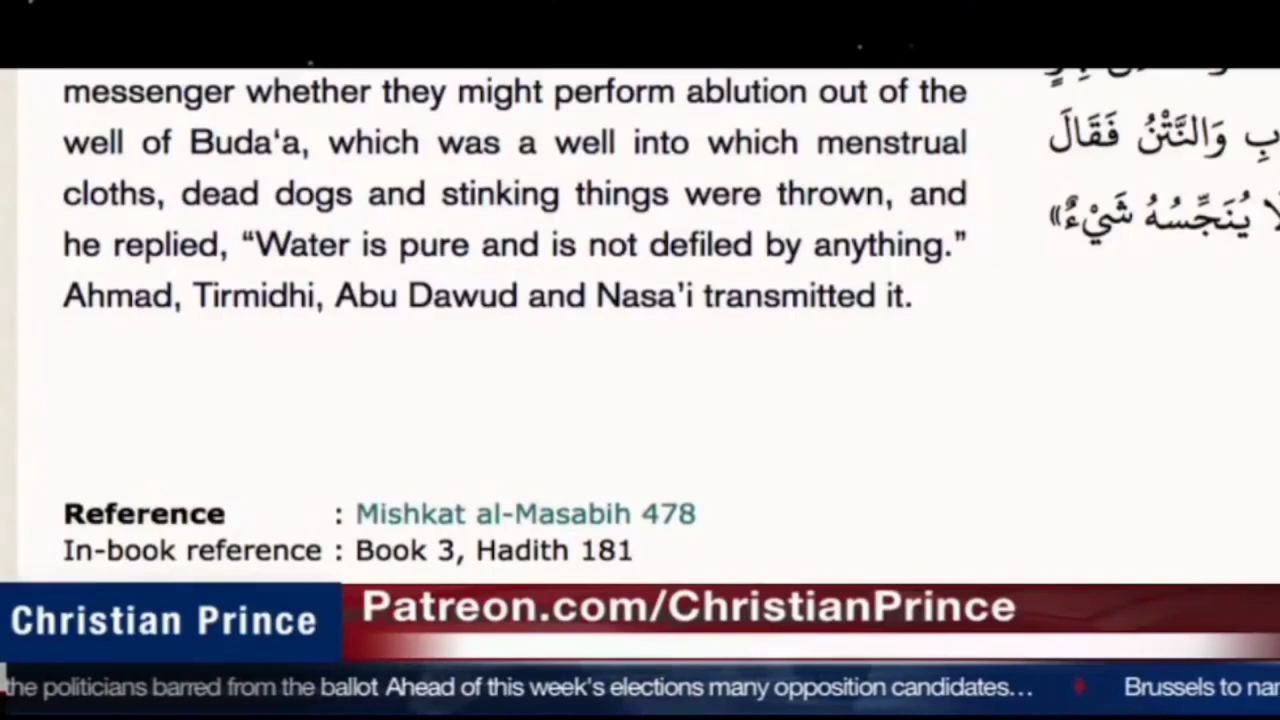 messenger whether they might perform ablution out of the
well of Buda‘a, which was a well into which menstrual
cloths, dead dogs and stinking things were thrown, and
he replied, “Water is pure and is not defiled by anything.”
Ahmad, Tirmidhi, Abu Dawud and Nasa’i transmitted it.
بِ وَالنَّتْنُ فَقَالَ
لا يُنَجِّسُهُ شَيْءٌ»
Reference : Mishkat al-Masabih 478
In-book reference : Book 3, Hadith 181
Christian Prince
Patreon.com/ChristianPrince
the politicians barred from the ballot Ahead of this week's elections many opposition candidates... Brussels to